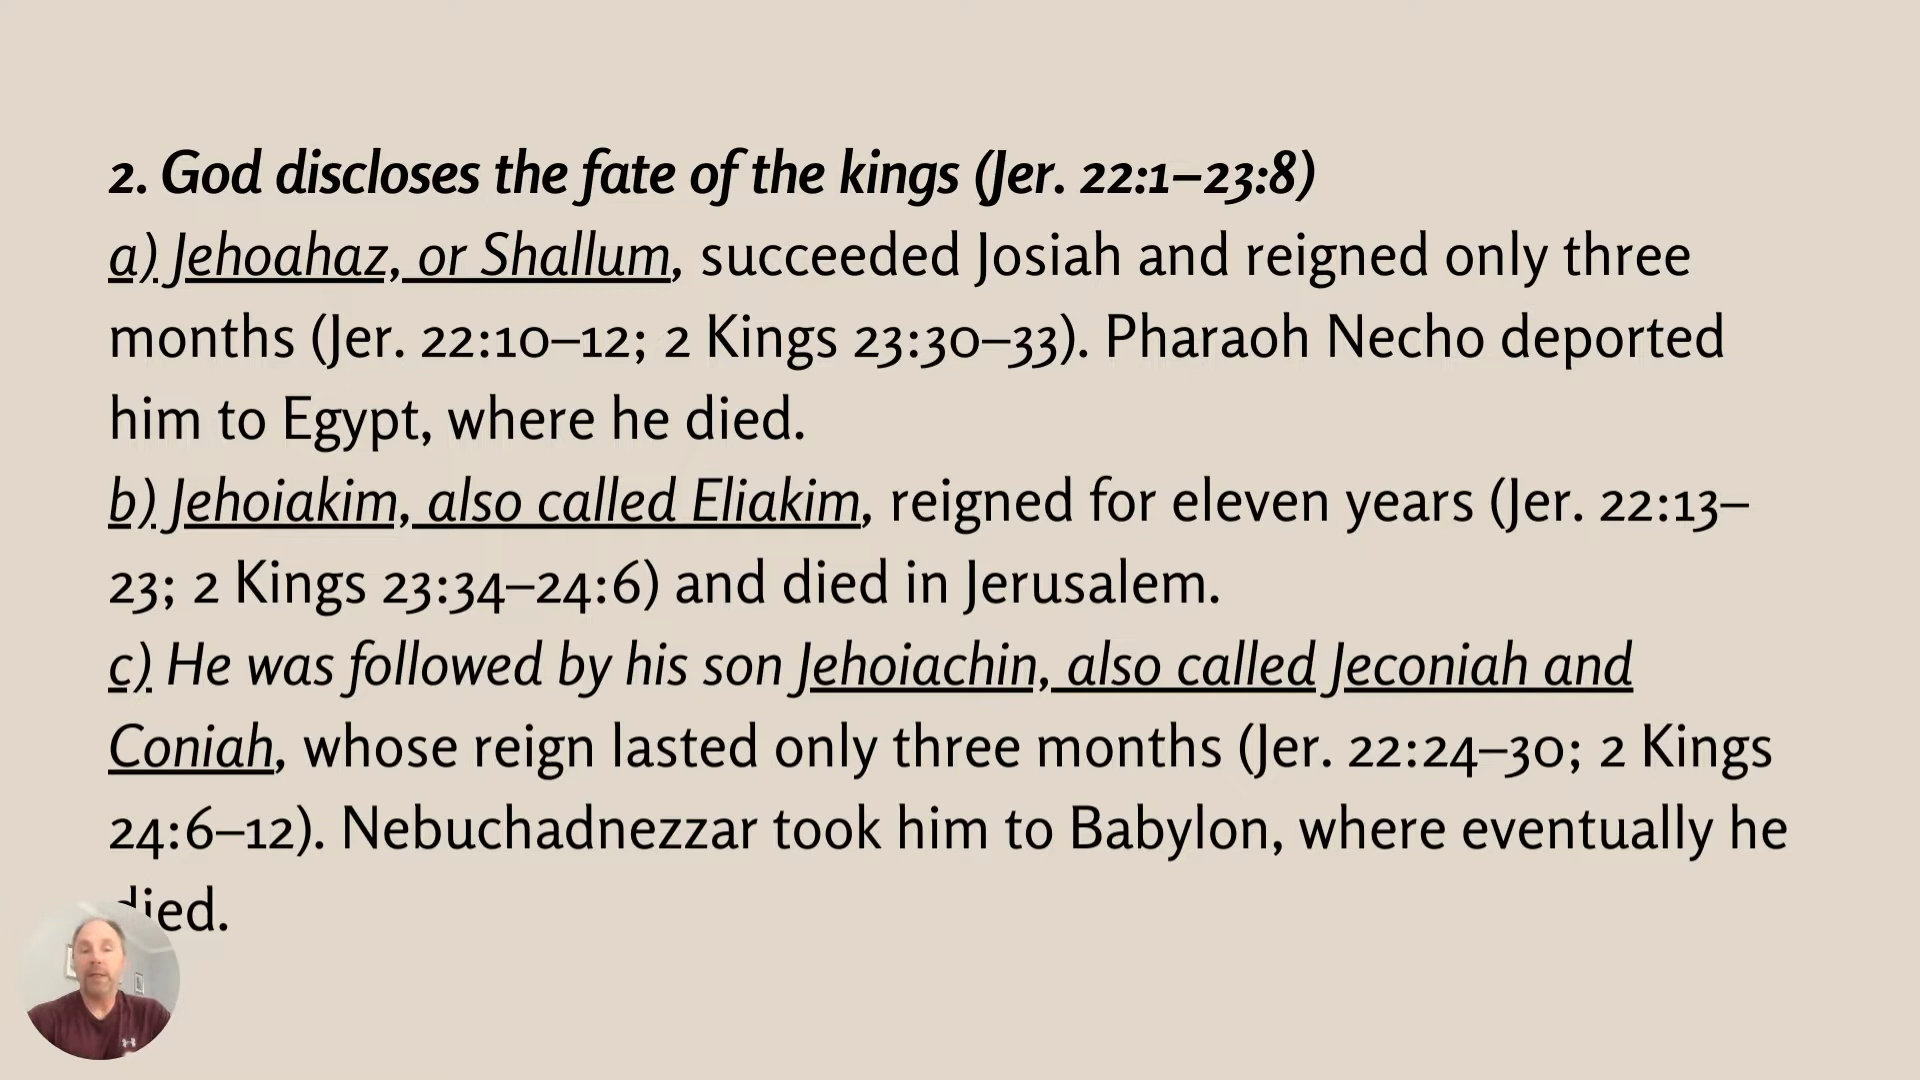 2. God discloses the fate of the kings (Jer. 22:1–23:8)
a) Jehoahaz, or Shallum, succeeded Josiah and reigned only three
months (Jer. 22:10–12; 2 Kings 23:30–33). Pharaoh Necho deported
him to Egypt, where he died.
b) Jehoiakim, also called Eliakim, reigned for eleven years (Jer. 22:13–
23; 2 Kings 23:34–24:6) and died in Jerusalem.
c) He was followed by his son Jehoiachin, also called Jeconiah and
Coniah, whose reign lasted only three months (Jer. 22:24–30; 2 Kings
24:6–12). Nebuchadnezzar took him to Babylon, where eventually he
died.